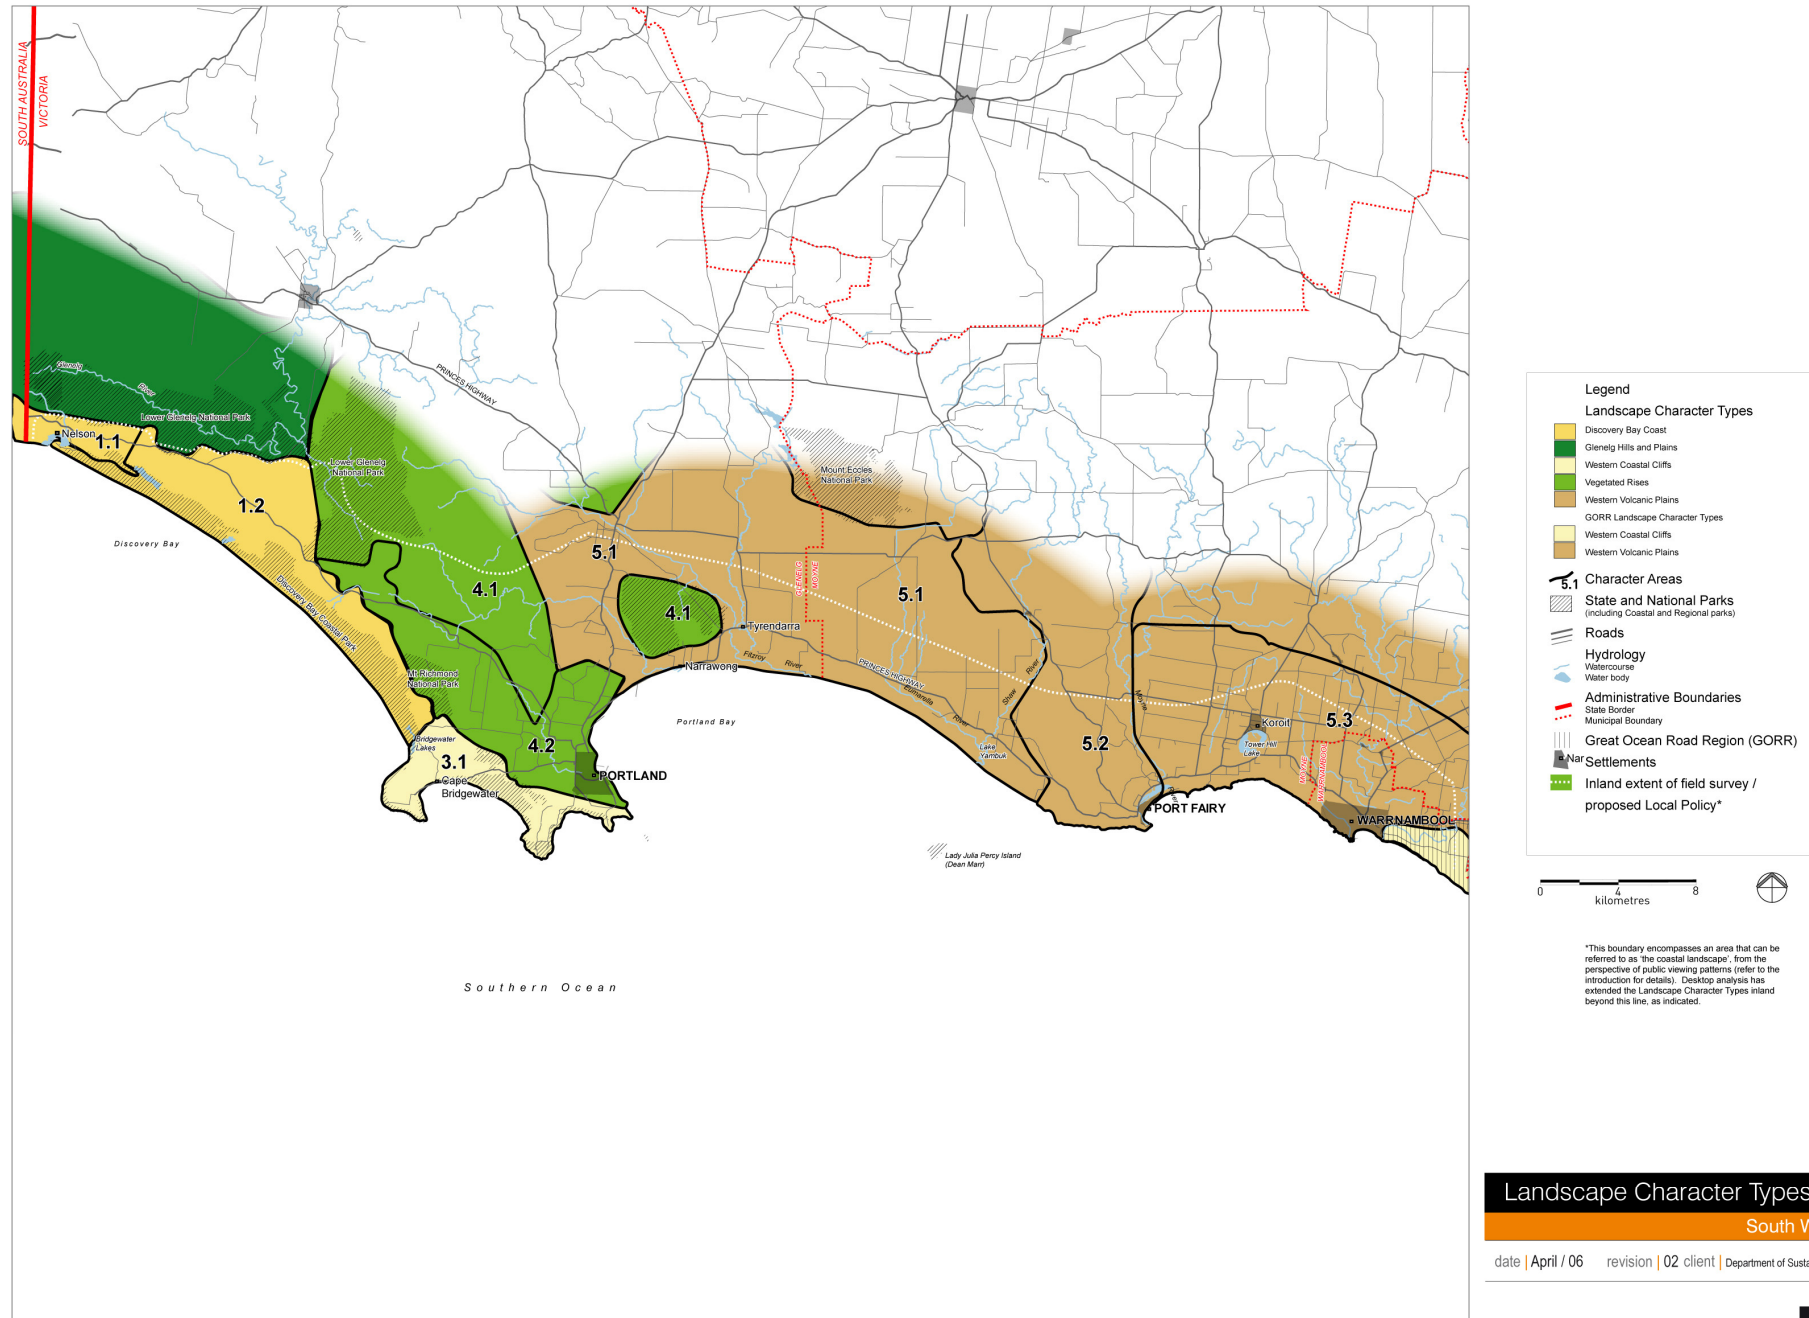 SOUTH AUSTRALIA
VICTORIA
PRINCES HIGHWAY
Glenelg
River
Lower Glenelg National Park
Nelson
1.1
Lower Glenelg
National Park
Mount Eccles
National Park
1.2
Discovery Bay
5.1
GLENELG
MOYNE
4.1
5.1
4.1
Tyrendarra
Discovery Bay Coastal Park
Narrawong
Fitzroy
River
PRINCES HIGHWAY
Eumarella
River
Shaw
River
Moyne
River
Mt Richmond
National Park
Portland Bay
Koroit
5.3
Bridgewater
Lakes
4.2
Lake
Yambuk
5.2
Tower Hill
Lake
MOYNE
WARRNAMBOOL
3.1
Cape
Bridgewater
PORTLAND
PORT FAIRY
WARRNAMBOOL
Lady Julia Percy Island
(Dean Marr)
Southern Ocean
Legend
Landscape Character Types
Discovery Bay Coast
Glenelg Hills and Plains
Western Coastal Cliffs
Vegetated Rises
Western Volcanic Plains
GORR Landscape Character Types
Western Coastal Cliffs
Western Volcanic Plains
5.1 Character Areas
State and National Parks
(including Coastal and Regional parks)
Roads
Hydrology
Watercourse
Water body
Administrative Boundaries
State Border
Municipal Boundary
Great Ocean Road Region (GORR)
Nar Settlements
Inland extent of field survey /
proposed Local Policy*
0 4 8
kilometres
*This boundary encompasses an area that can be
referred to as 'the coastal landscape', from the
perspective of public viewing patterns (refer to the
introduction for details). Desktop analysis has
extended the Landscape Character Types inland
beyond this line, as indicated.
Landscape Character Types
South W
date | April / 06 revision | 02 client | Department of Susta